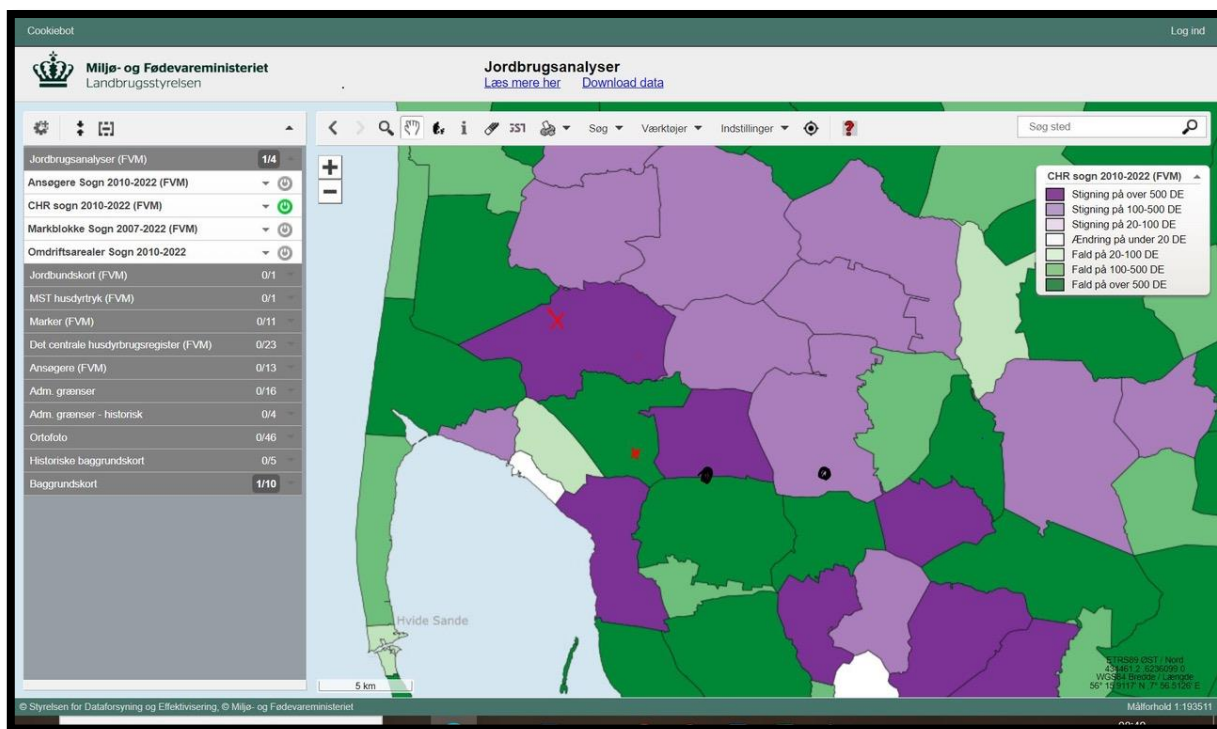 Cookiebot
Log ind
Miljø- og Fødevareministeriet
Landbrugsstyrelsen
Jordbrugsanalyser
Læs mere her Download data
Søg Værktøjer Indstillinger
Søg sted
Jordbrugsanalyser (FVM) 1/4
Ansøgere Sogn 2010-2022 (FVM)
CHR sogn 2010-2022 (FVM)
Markblokke Sogn 2007-2022 (FVM)
Omdriftsarealer Sogn 2010-2022
Jordbundskort (FVM) 0/1
MST husdyrtryk (FVM) 0/1
Marker (FVM) 0/11
Det centrale husdyrbrugsregister (FVM) 0/23
Ansøgere (FVM) 0/13
Adm. grænser 0/16
Adm. grænser - historisk 0/4
Ortofoto 0/46
Historiske baggrundskort 0/5
Baggrundskort 1/10
CHR sogn 2010-2022 (FVM)
Stigning på over 500 DE
Stigning på 100-500 DE
Stigning på 20-100 DE
Ændring på under 20 DE
Fald på 20-100 DE
Fald på 100-500 DE
Fald på over 500 DE
Hvide Sande
5 km
ETRS89 ØST / Nord
WGS84 Bredde / Længde
© Styrelsen for Dataforsyning og Effektivisering, © Miljø- og Fødevareministeriet
Målforhold 1:193511